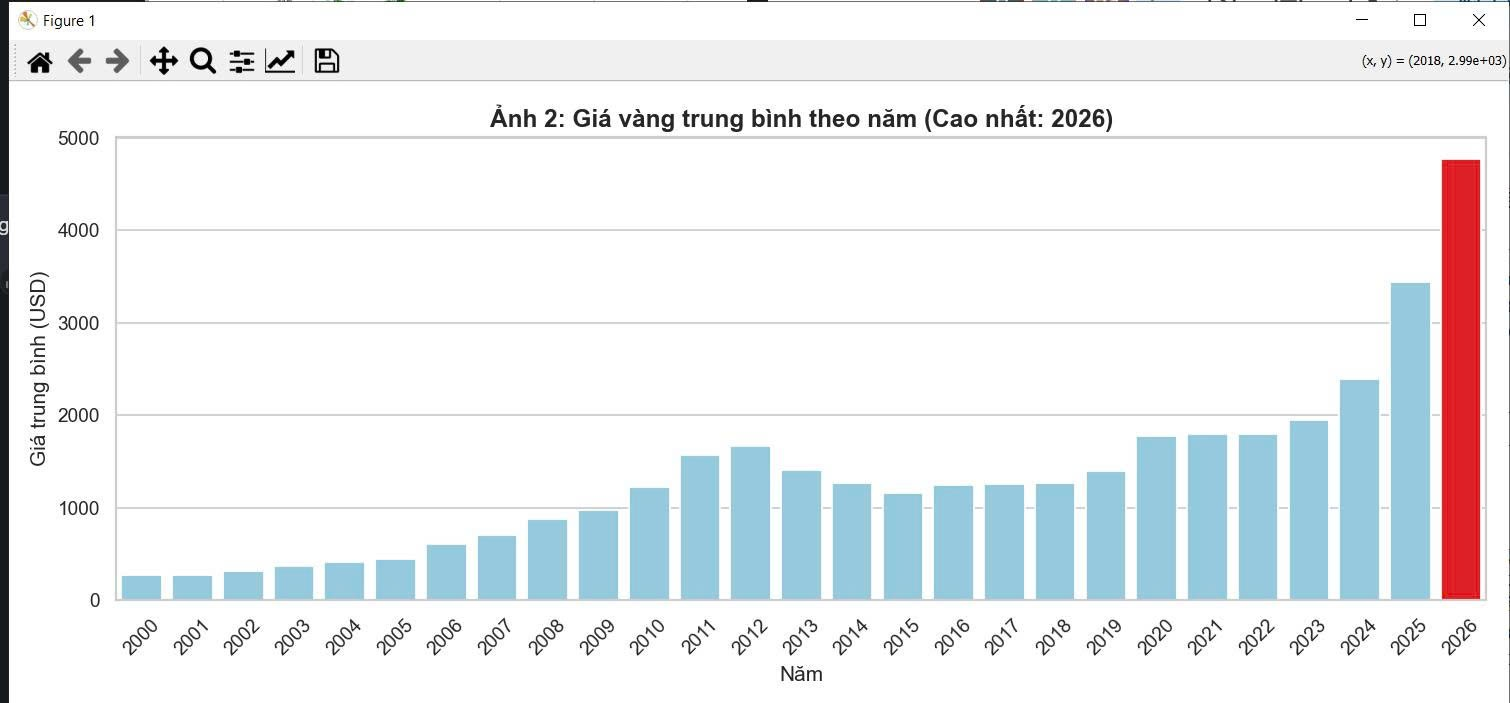 Figure 1
(x, y) = (2018, 2.99e+03)
Ảnh 2: Giá vàng trung bình theo năm (Cao nhất: 2026)
Giá trung bình (USD)
5000
4000
3000
2000
1000
0
2000 2001 2002 2003 2004 2005 2006 2007 2008 2009 2010 2011 2012 2013 2014 2015 2016 2017 2018 2019 2020 2021 2022 2023 2024 2025 2026
Năm